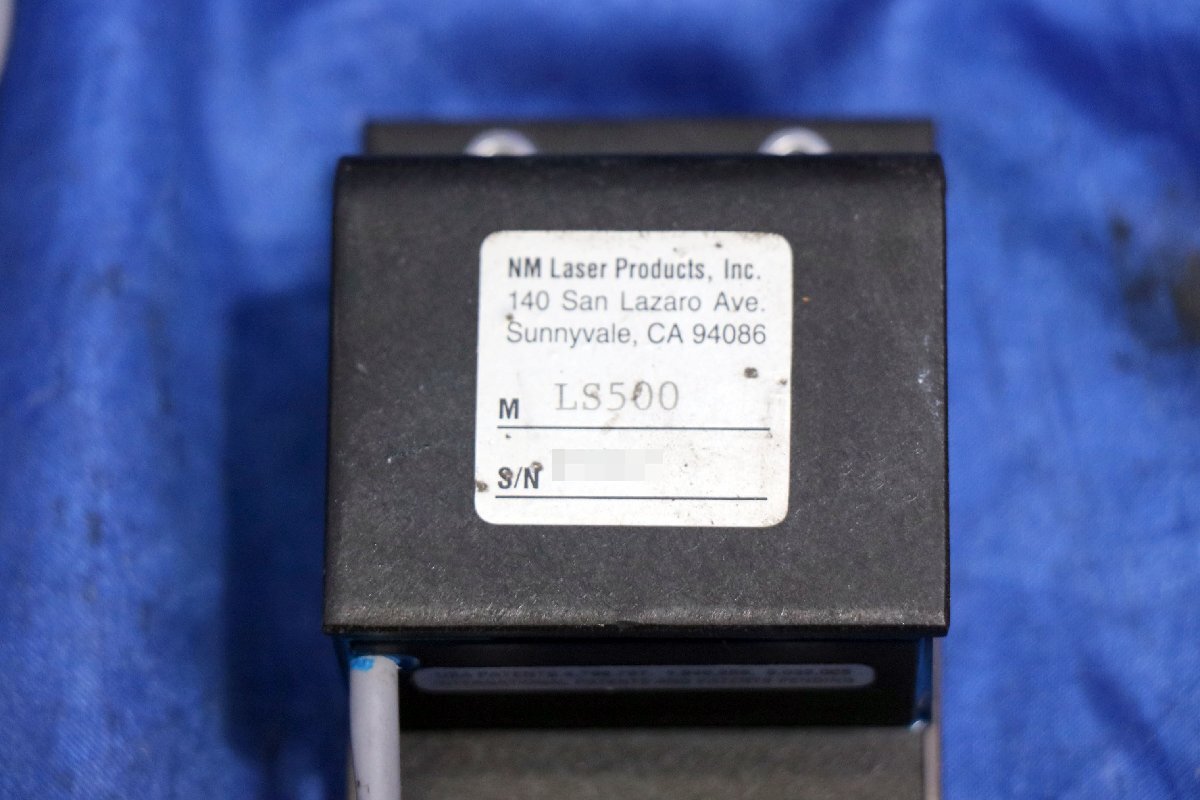 NM Laser Products, Inc.
140 San Lazaro Ave.
Sunnyvale, CA 94086
M LS500
S/N